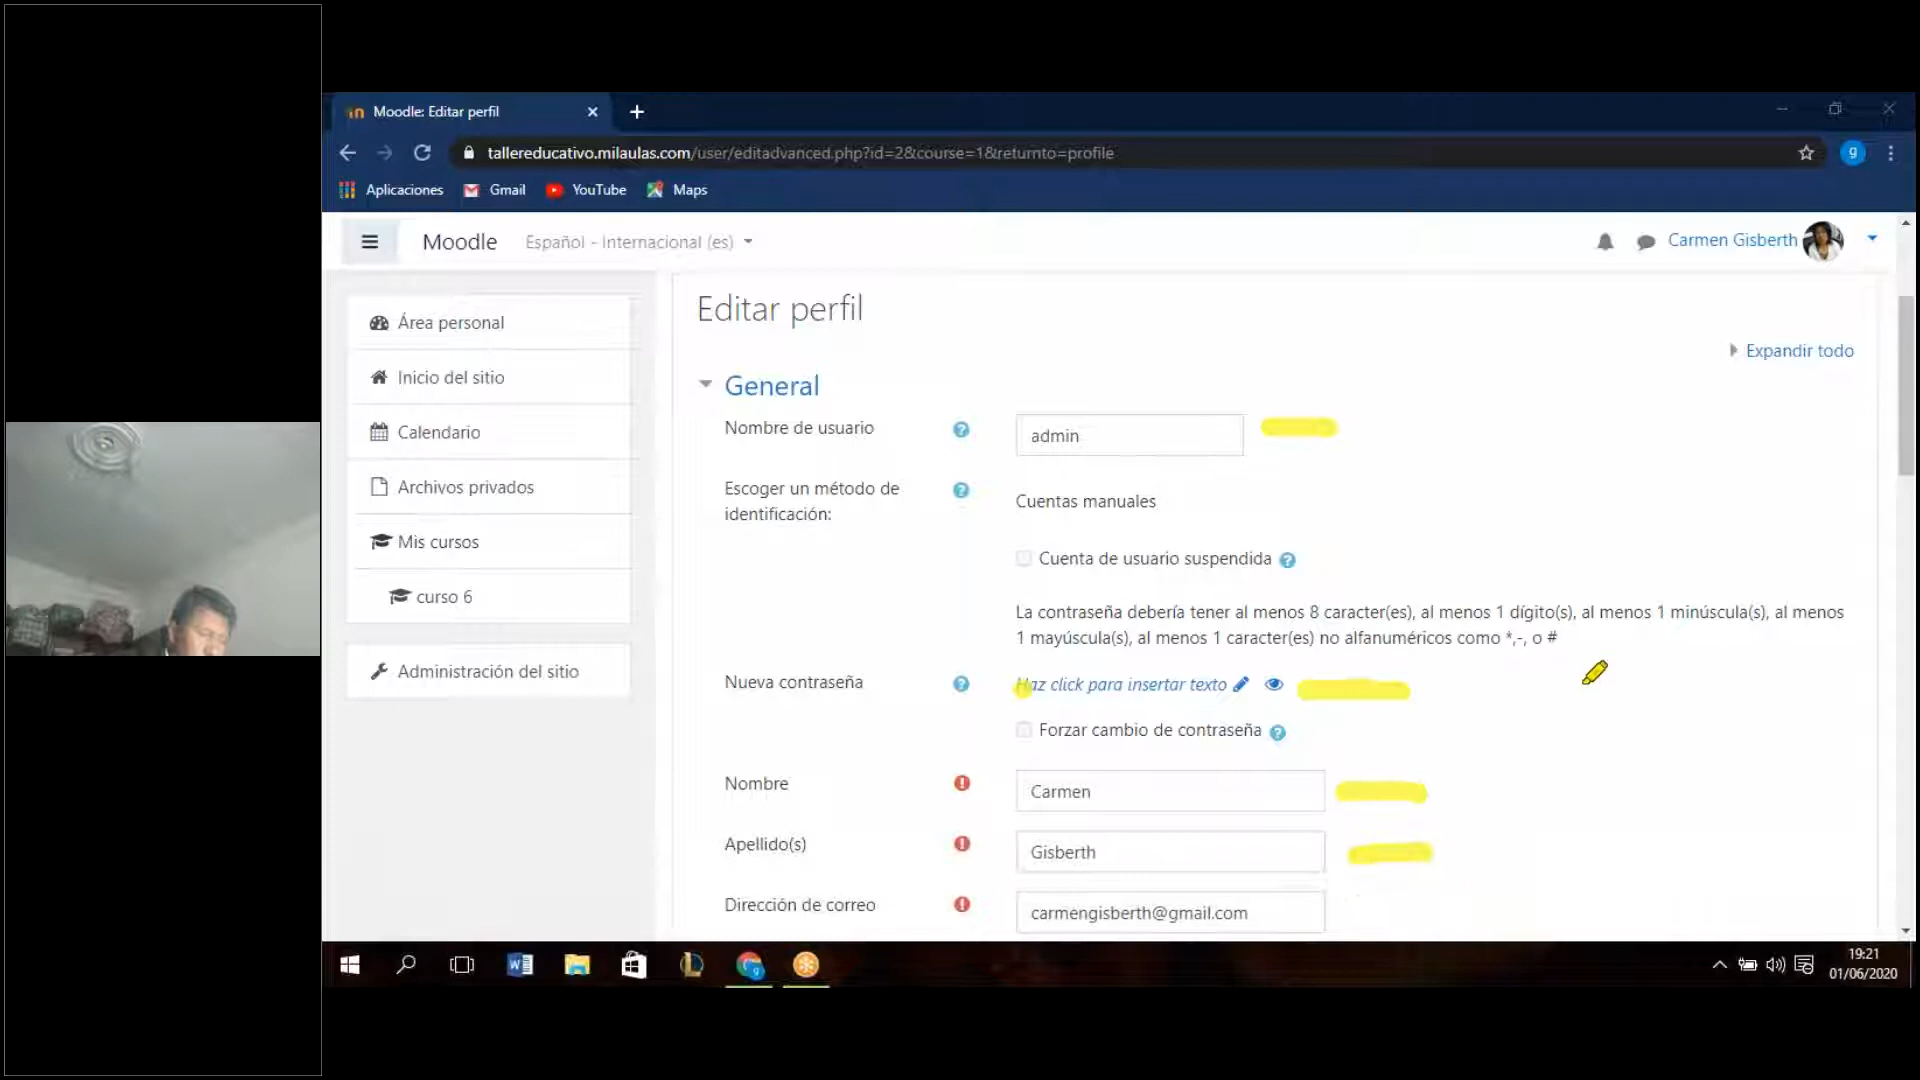 Moodle: Editar perfil
tallereducativo.milaulas.com/user/editadvanced.php?id=2&course=1&returnto=profile
g
Aplicaciones
Gmail
YouTube
Maps
Moodle
Español - Internacional (es)
Carmen Gisberth
Área personal
Inicio del sitio
Calendario
Archivos privados
Mis cursos
curso 6
Administración del sitio
Editar perfil
Expandir todo
General
Nombre de usuario
admin
Escoger un método de
identificación:
Cuentas manuales
Cuenta de usuario suspendida
La contraseña debería tener al menos 8 caracter(es), al menos 1 dígito(s), al menos 1 minúscula(s), al menos
1 mayúscula(s), al menos 1 caracter(es) no alfanuméricos como *,-, o #
Nueva contraseña
Haz click para insertar texto
Forzar cambio de contraseña
Nombre
Carmen
Apellido(s)
Gisberth
Dirección de correo
carmengisberth@gmail.com
19:21
01/06/2020